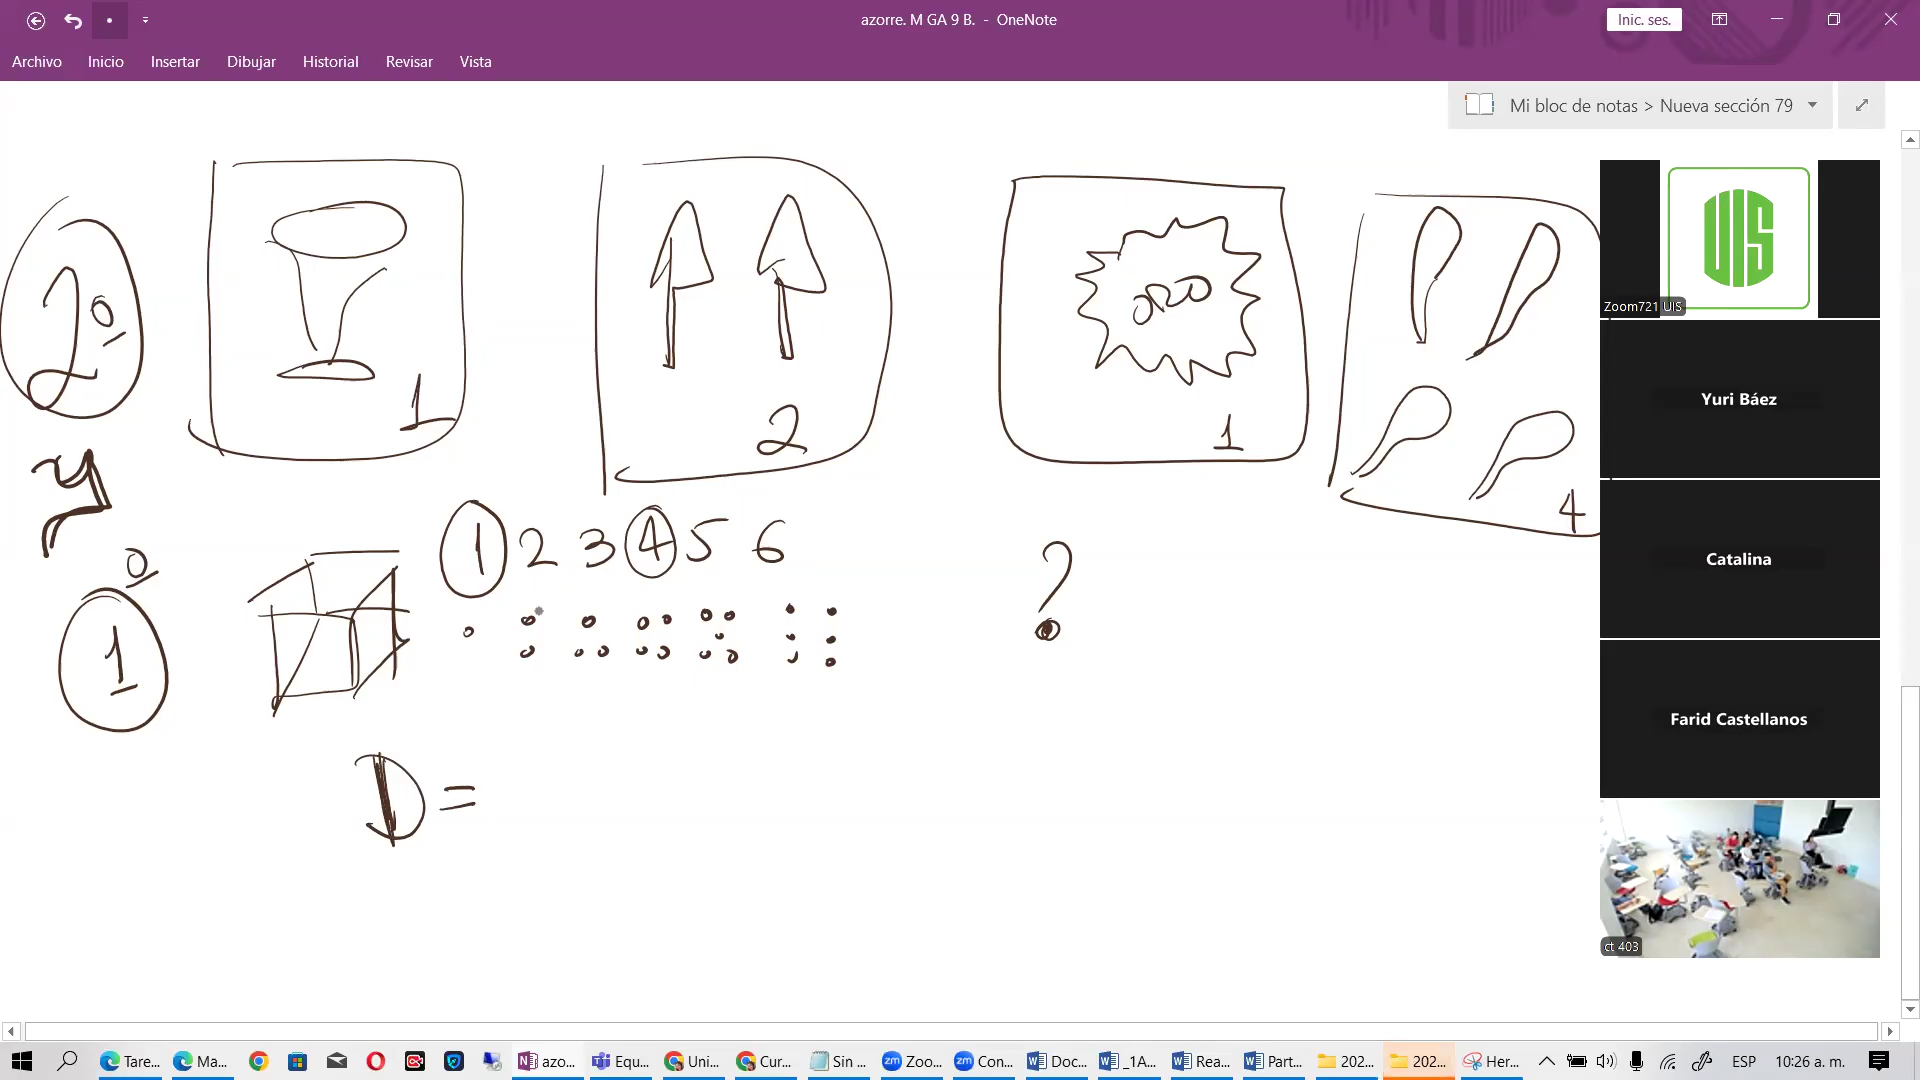 azorre. M GA 9 B. - OneNote
Inic. ses.
Archivo Inicio Insertar Dibujar Historial Revisar Vista
Mi bloc de notas > Nueva sección 79
2º
1
2
ORO
1
4
y
1º
1 2 3 4 5 6
?
D =
UIS
Zoom721 UIS
Yuri Báez
Catalina
Farid Castellanos
ct 403
Tare... Ma... azo... Equ... Uni... Cur... Sin ... Zoo... Con... Doc... _1A... Rea... Part... 202... 202... Her... ESP 10:26 a. m.